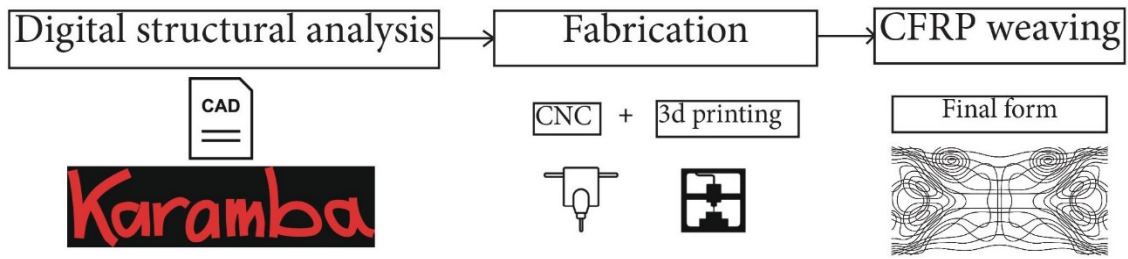 Digital structural analysis
Fabrication
CFRP weaving
CAD
Karamba
CNC + 3d printing
Final form